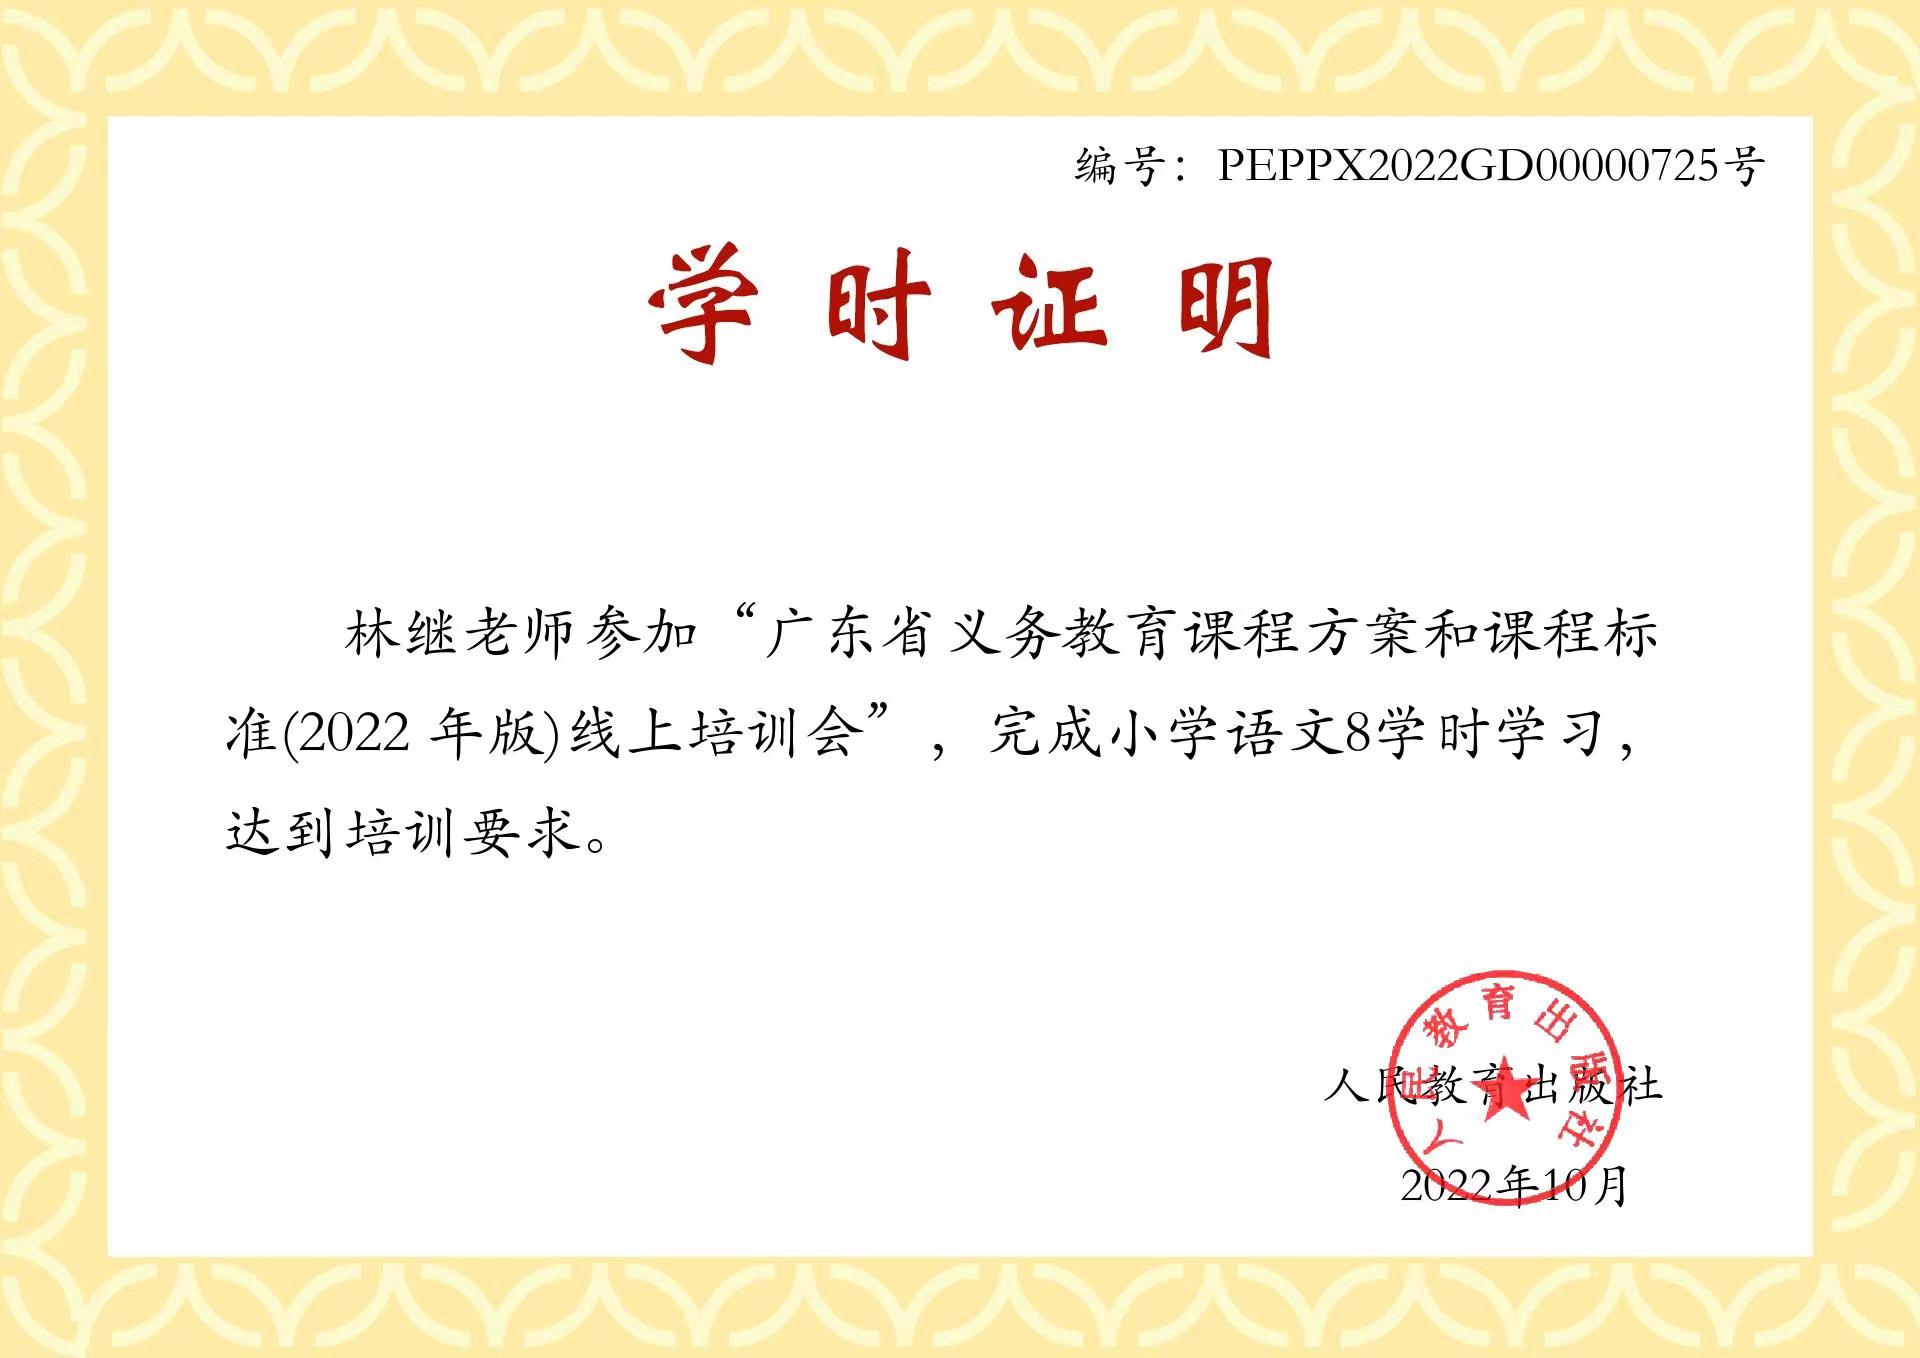 编号：PEPPX2022GD00000725号
学时证明
林继老师参加“广东省义务教育课程方案和课程标
准(2022 年版)线上培训会”，完成小学语文8学时学习，
达到培训要求。
人民教育出版社
人民教育出版社
2022年10月